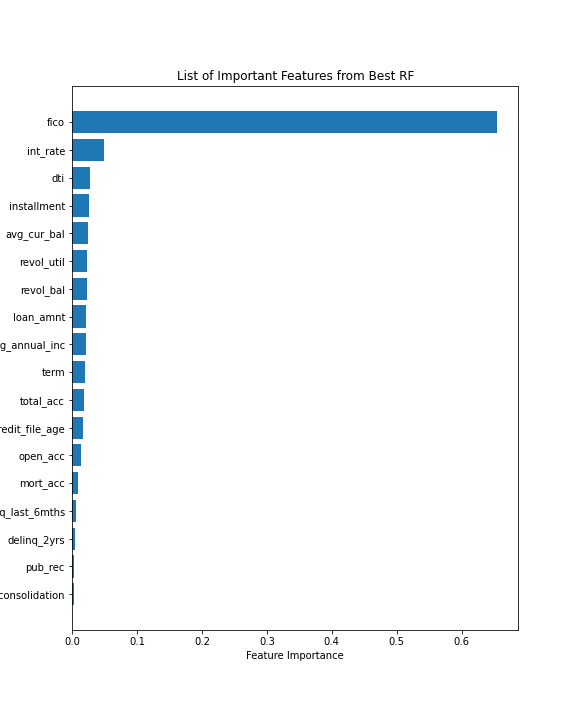 List of Important Features from Best RF
fico
int_rate
dti
installment
avg_cur_bal
revol_util
revol_bal
loan_amnt
g_annual_inc
term
total_acc
redit_file_age
open_acc
mort_acc
q_last_6mths
delinq_2yrs
pub_rec
consolidation
0.0 0.1 0.2 0.3 0.4 0.5 0.6
Feature Importance